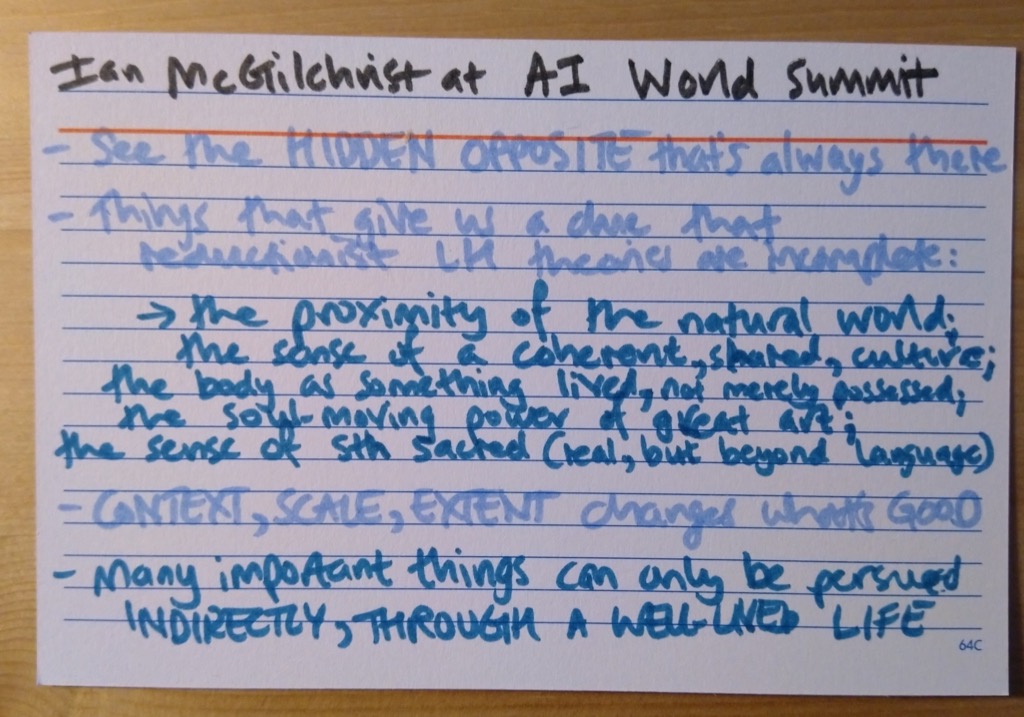 Ian McGilchrist at AI World Summit
- See the HIDDEN OPPOSITE that's always there
- Things that give us a clue that
reductionist LH theories are incomplete:
→ the proximity of the natural world;
the sense of a coherent, shared, culture;
the body as something lived, not merely possessed;
the soul-moving power of great art;
the sense of sth sacred (real, but beyond language)
- CONTEXT, SCALE, EXTENT changes what's GOOD
- Many important things can only be persued
INDIRECTLY, THROUGH A WELL-LIVED LIFE
64C